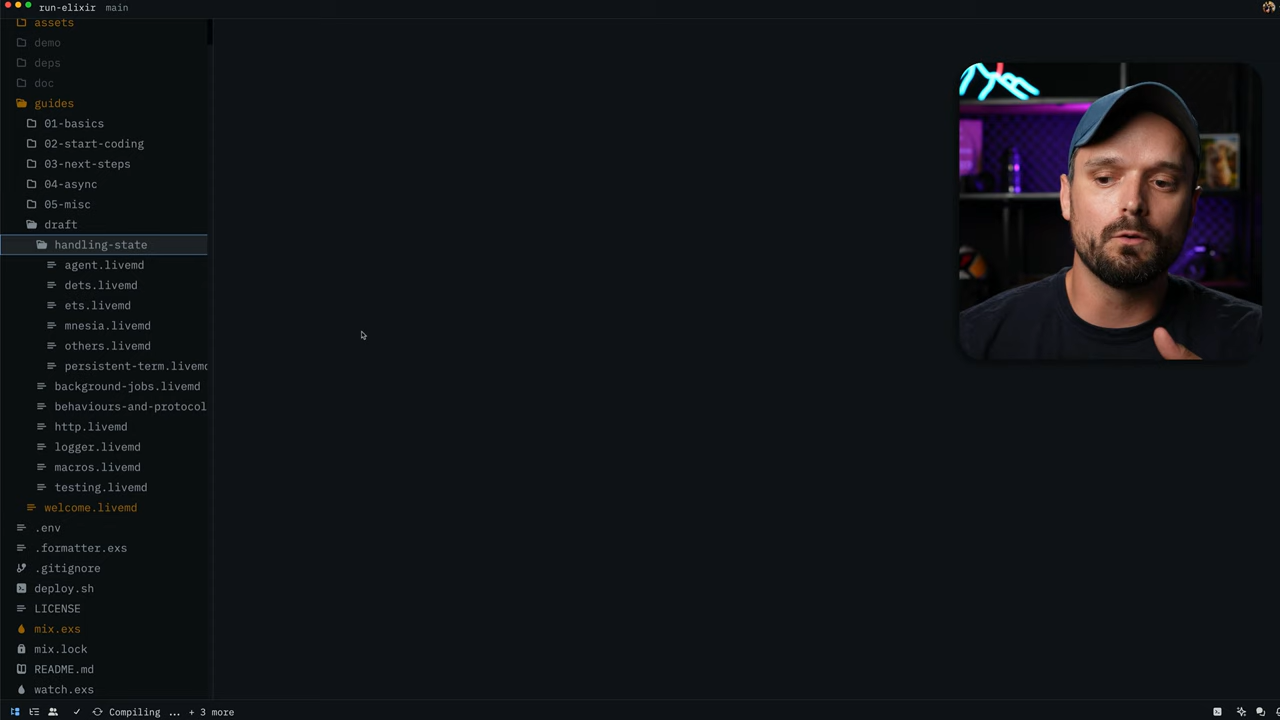 run-elixir main
assets
demo
deps
doc
guides
01-basics
02-start-coding
03-next-steps
04-async
05-misc
draft
handling-state
agent.livemd
dets.livemd
ets.livemd
mnesia.livemd
others.livemd
persistent-term.livemd
background-jobs.livemd
behaviours-and-protocol
http.livemd
logger.livemd
macros.livemd
testing.livemd
welcome.livemd
.env
.formatter.exs
.gitignore
deploy.sh
LICENSE
mix.exs
mix.lock
README.md
watch.exs
Compiling ... + 3 more